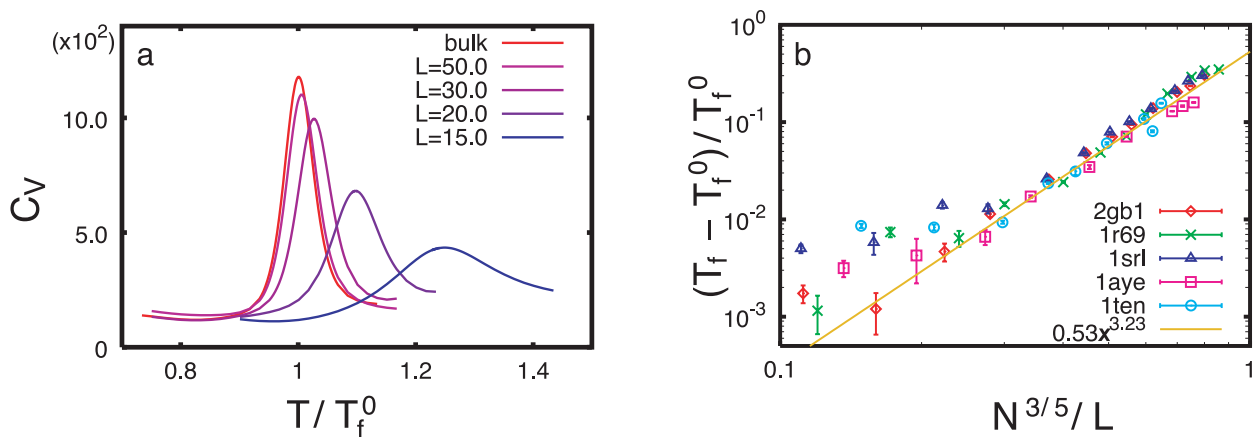 (x10²)
a
bulk
L=50.0
L=30.0
L=20.0
L=15.0
10.0
5.0
0
C_V
0.8
1
1.2
1.4
T / T_f^0
b
10^0
10^-1
10^-2
10^-3
(T_f − T_f^0) / T_f^0
2gb1
1r69
1srl
1aye
1ten
0.53x^3.23
0.1
1
N^3/5 / L